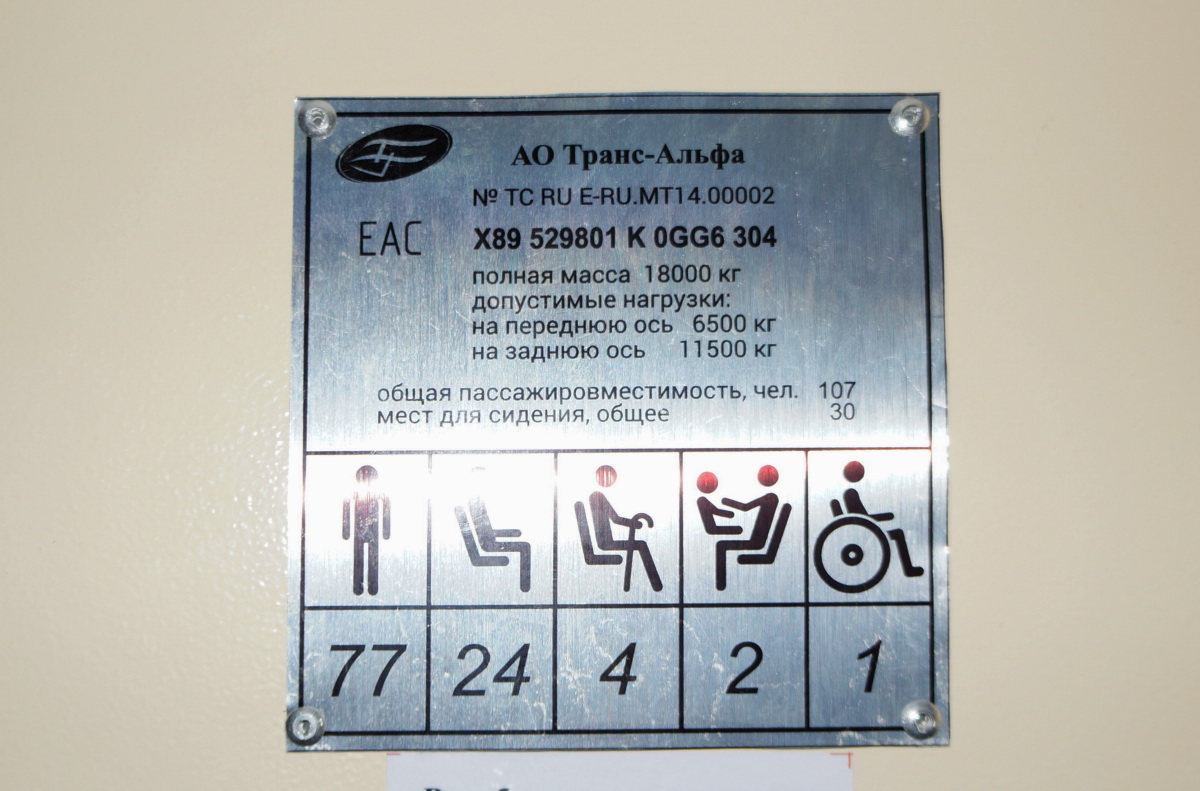 АО Транс-Альфа
№ ТС RU E-RU.MT14.00002
EAC
X89 529801 K 0GG6 304
полная масса 18000 кг
допустимые нагрузки:
на переднюю ось 6500 кг
на заднюю ось 11500 кг
общая пассажировместимость, чел. 107
мест для сидения, общее 30
77 24 4 2 1